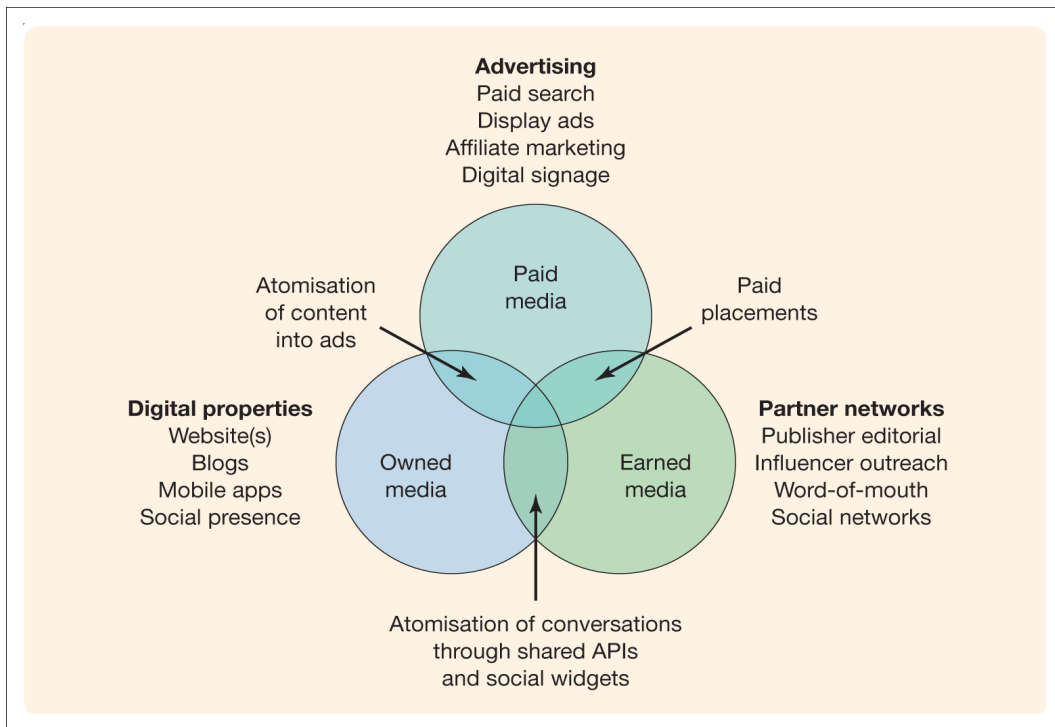 Advertising
Paid search
Display ads
Affiliate marketing
Digital signage
Paid
media
Atomisation
of content
into ads
Paid
placements
Digital properties
Website(s)
Blogs
Mobile apps
Social presence
Owned
media
Earned
media
Partner networks
Publisher editorial
Influencer outreach
Word-of-mouth
Social networks
Atomisation of conversations
through shared APIs
and social widgets